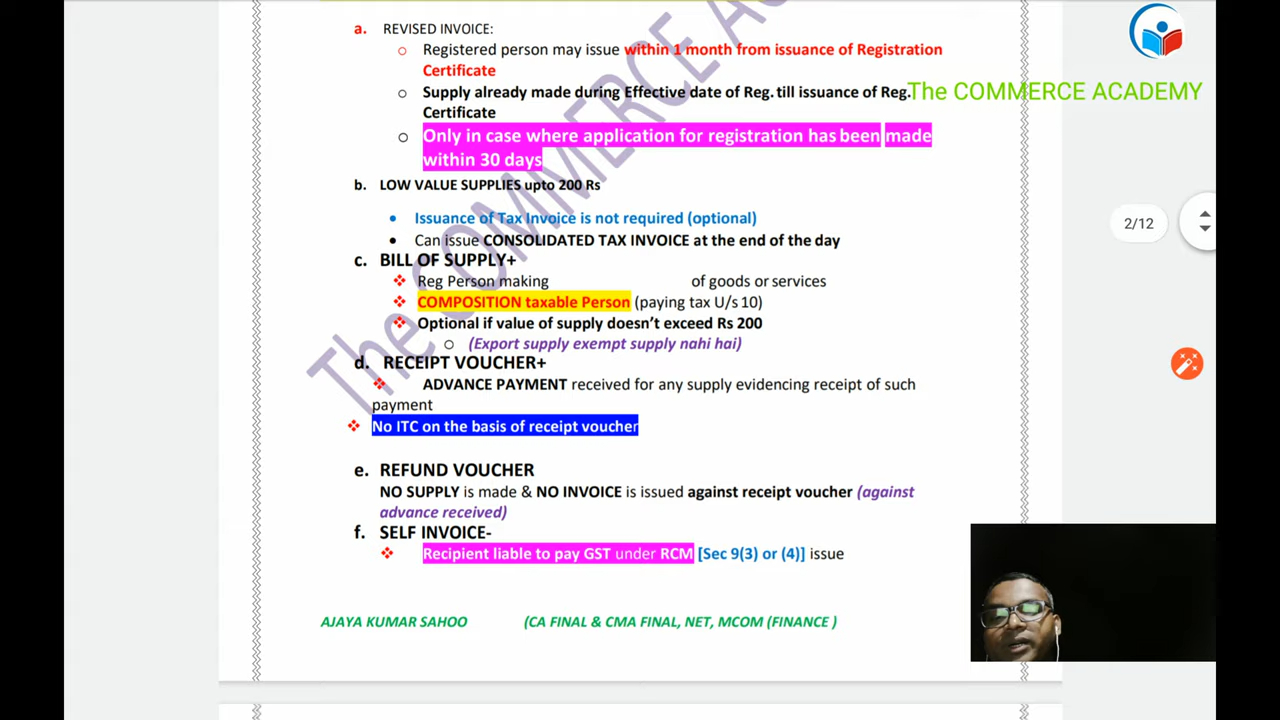 a. REVISED INVOICE:
o Registered person may issue within 1 month from issuance of Registration
Certificate
o Supply already made during Effective date of Reg. till issuance of Reg.
Certificate
The COMMERCE ACADEMY
o Only in case where application for registration has been made
within 30 days
b. LOW VALUE SUPPLIES upto 200 Rs
• Issuance of Tax Invoice is not required (optional)
• Can issue CONSOLIDATED TAX INVOICE at the end of the day
2/12
c. BILL OF SUPPLY+
❖ Reg Person making of goods or services
❖ COMPOSITION taxable Person (paying tax U/s 10)
❖ Optional if value of supply doesn't exceed Rs 200
o (Export supply exempt supply nahi hai)
d. RECEIPT VOUCHER+
❖ ADVANCE PAYMENT received for any supply evidencing receipt of such
payment
❖ No ITC on the basis of receipt voucher
e. REFUND VOUCHER
NO SUPPLY is made & NO INVOICE is issued against receipt voucher (against
advance received)
f. SELF INVOICE-
❖ Recipient liable to pay GST under RCM [Sec 9(3) or (4)] issue
AJAYA KUMAR SAHOO (CA FINAL & CMA FINAL, NET, MCOM (FINANCE )
The COMMERCE AC